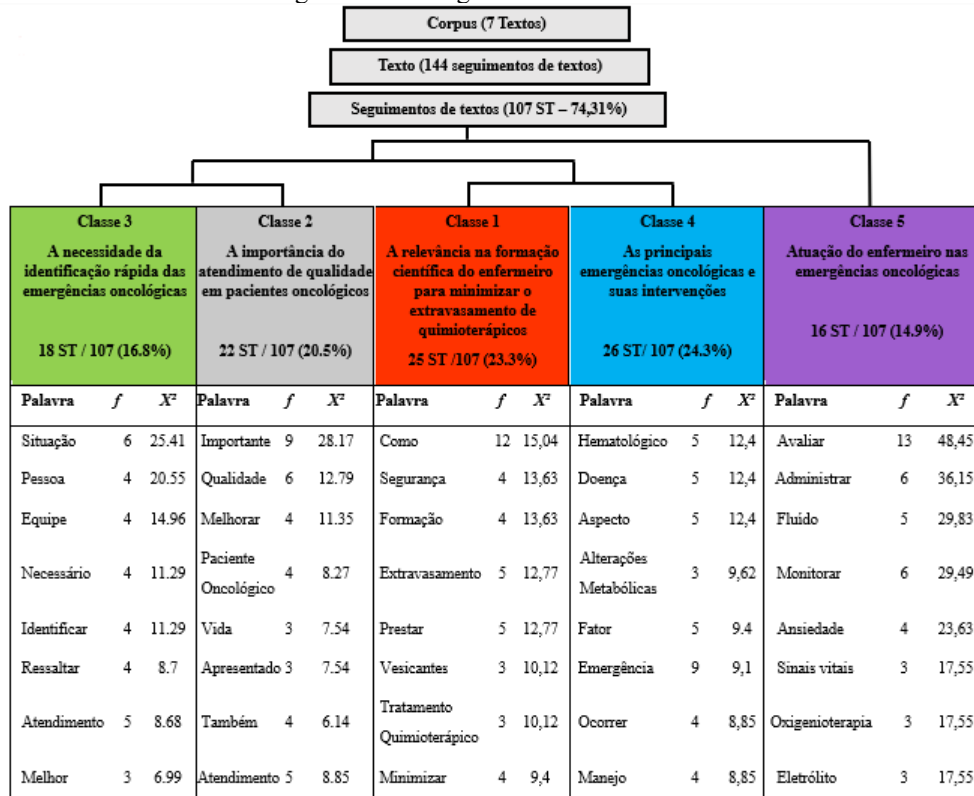 Corpus (7 Textos)
Texto (144 seguimentos de textos)
Seguimentos de textos (107 ST – 74,31%)
Classe 3
A necessidade da
identificação rápida das
emergências oncológicas
18 ST / 107 (16.8%)
Classe 2
A importância do
atendimento de qualidade
em pacientes oncológicos
22 ST / 107 (20.5%)
Classe 1
A relevância na formação
científica do enfermeiro
para minimizar o
extravasamento de
quimioterápicos
25 ST /107 (23.3%)
Classe 4
As principais
emergências oncológicas e
suas intervenções
26 ST/ 107 (24.3%)
Classe 5
Atuação do enfermeiro nas
emergências oncológicas
16 ST / 107 (14.9%)
Palavra f X² Palavra f X² Palavra f X² Palavra f X² Palavra f X²
Situação 6 25.41 Importante 9 28.17 Como 12 15,04 Hematológico 5 12,4 Avaliar 13 48,45
Pessoa 4 20.55 Qualidade 6 12.79 Segurança 4 13,63 Doença 5 12,4 Administrar 6 36,15
Equipe 4 14.96 Melhorar 4 11.35 Formação 4 13,63 Aspecto 5 12,4 Fluído 5 29,83
Necessário 4 11.29 Paciente
Oncológico 4 8.27 Extravasamento 5 12,77 Alterações
Metabólicas 3 9,62 Monitorar 6 29,49
Identificar 4 11.29 Vida 3 7.54 Prestar 5 12,77 Fator 5 9.4 Ansiedade 4 23,63
Ressaltar 4 8.7 Apresentado 3 7.54 Vesicantes 3 10,12 Emergência 9 9,1 Sinais vitais 3 17,55
Atendimento 5 8.68 Também 4 6.14 Tratamento
Quimioterápico 3 10,12 Ocorrer 4 8,85 Oxigenioterapia 3 17,55
Melhor 3 6.99 Atendimento 5 8.85 Minimizar 4 9,4 Manejo 4 8,85 Eletrólito 3 17,55